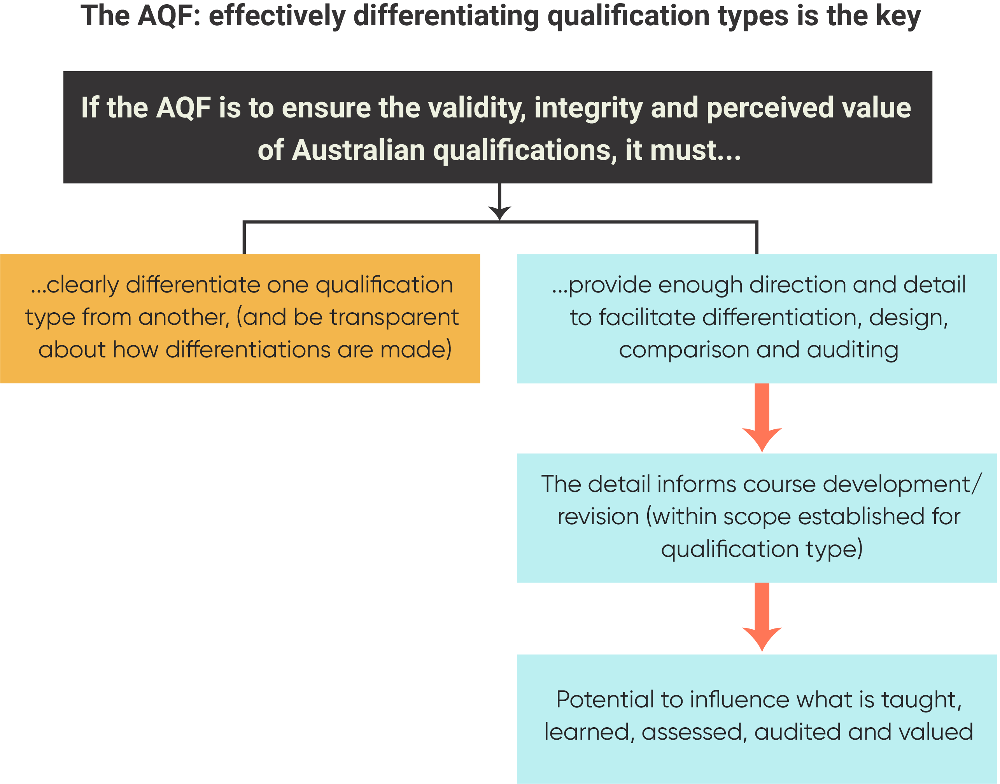 The AQF: effectively differentiating qualification types is the key
If the AQF is to ensure the validity, integrity and perceived value
of Australian qualifications, it must...
...clearly differentiate one qualification
type from another, (and be transparent
about how differentiations are made)
...provide enough direction and detail
to facilitate differentiation, design,
comparison and auditing
The detail informs course development/
revision (within scope established for
qualification type)
Potential to influence what is taught,
learned, assessed, audited and valued